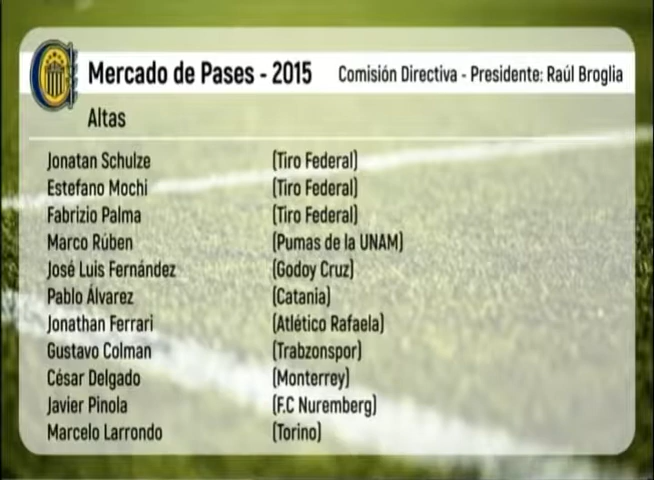 Mercado de Pases - 2015 Comisión Directiva - Presidente: Raúl Broglia
Altas
Jonatan Schulze (Tiro Federal)
Estefano Mochi (Tiro Federal)
Fabrizio Palma (Tiro Federal)
Marco Rúben (Pumas de la UNAM)
José Luis Fernández (Godoy Cruz)
Pablo Álvarez (Catania)
Jonathan Ferrari (Atlético Rafaela)
Gustavo Colman (Trabzonspor)
César Delgado (Monterrey)
Javier Pinola (F.C Nuremberg)
Marcelo Larrondo (Torino)